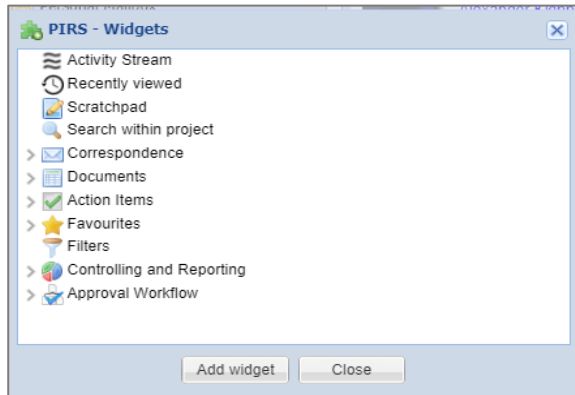 PIRS - Widgets
Activity Stream
Recently viewed
Scratchpad
Search within project
Correspondence
Documents
Action Items
Favourites
Filters
Controlling and Reporting
Approval Workflow
Add widget
Close